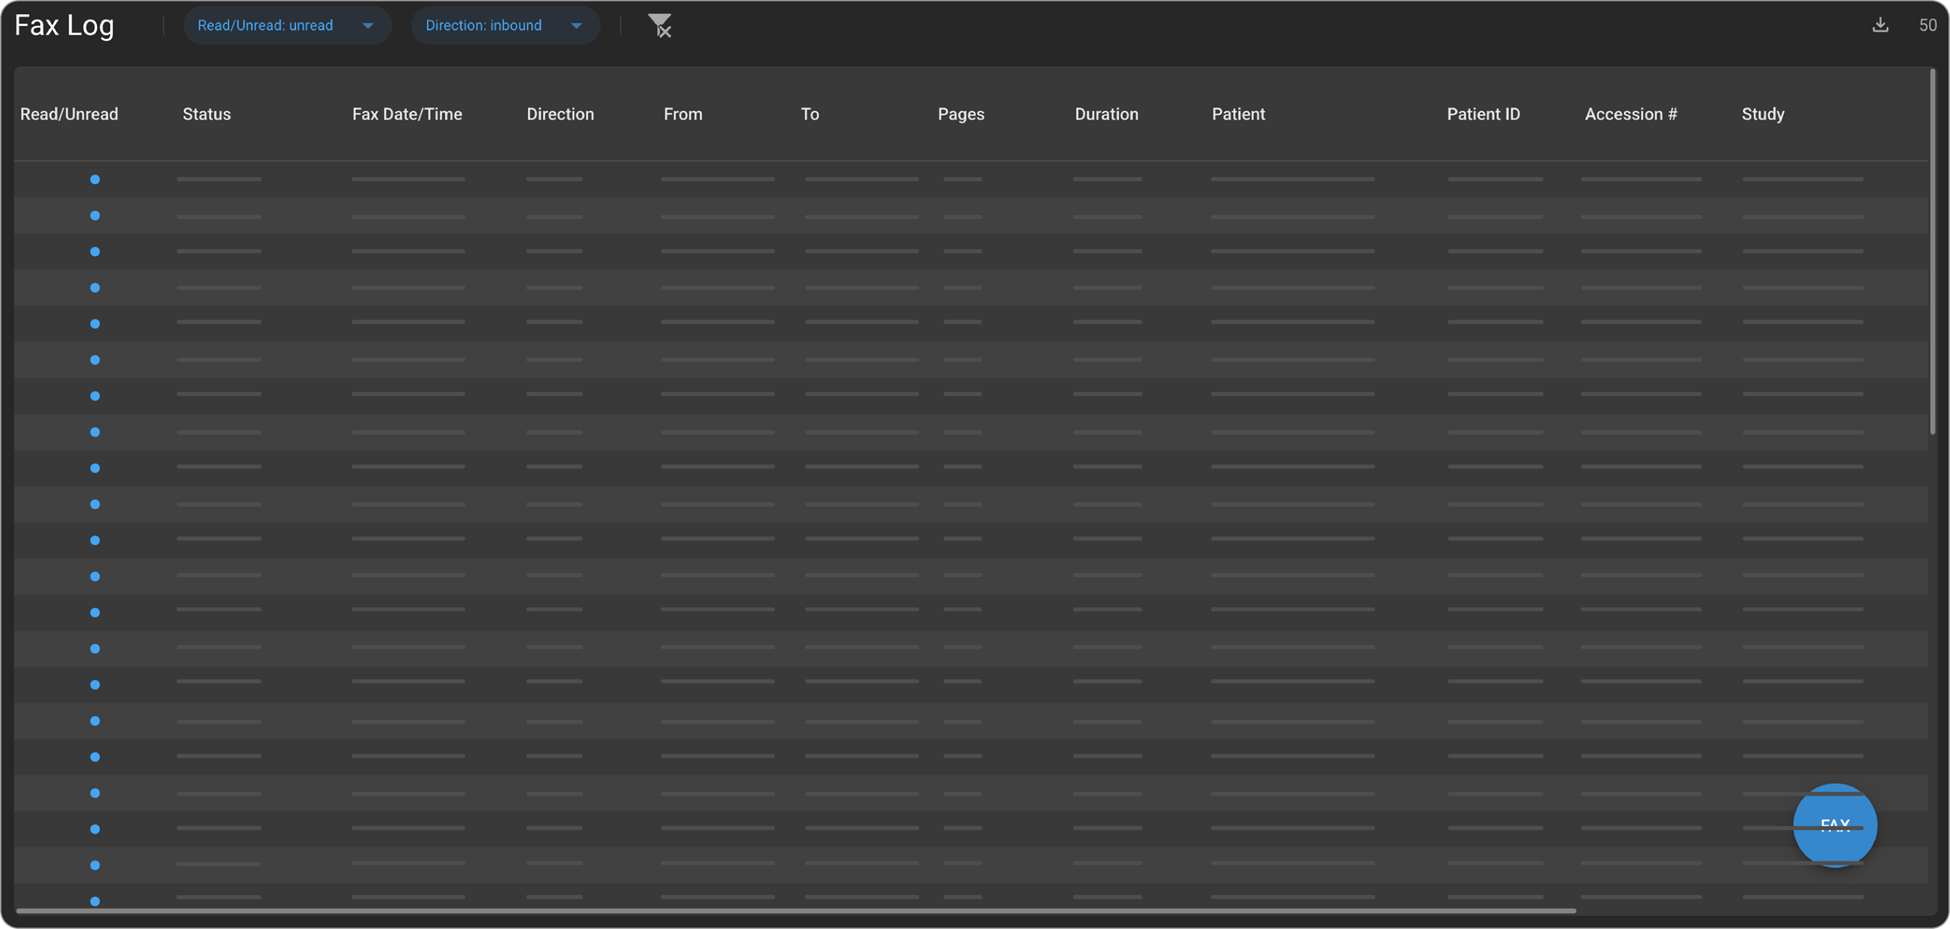 Fax Log Read/Unread: unread Direction: inbound 50
Read/Unread Status Fax Date/Time Direction From To Pages Duration Patient Patient ID Accession # Study
FAX